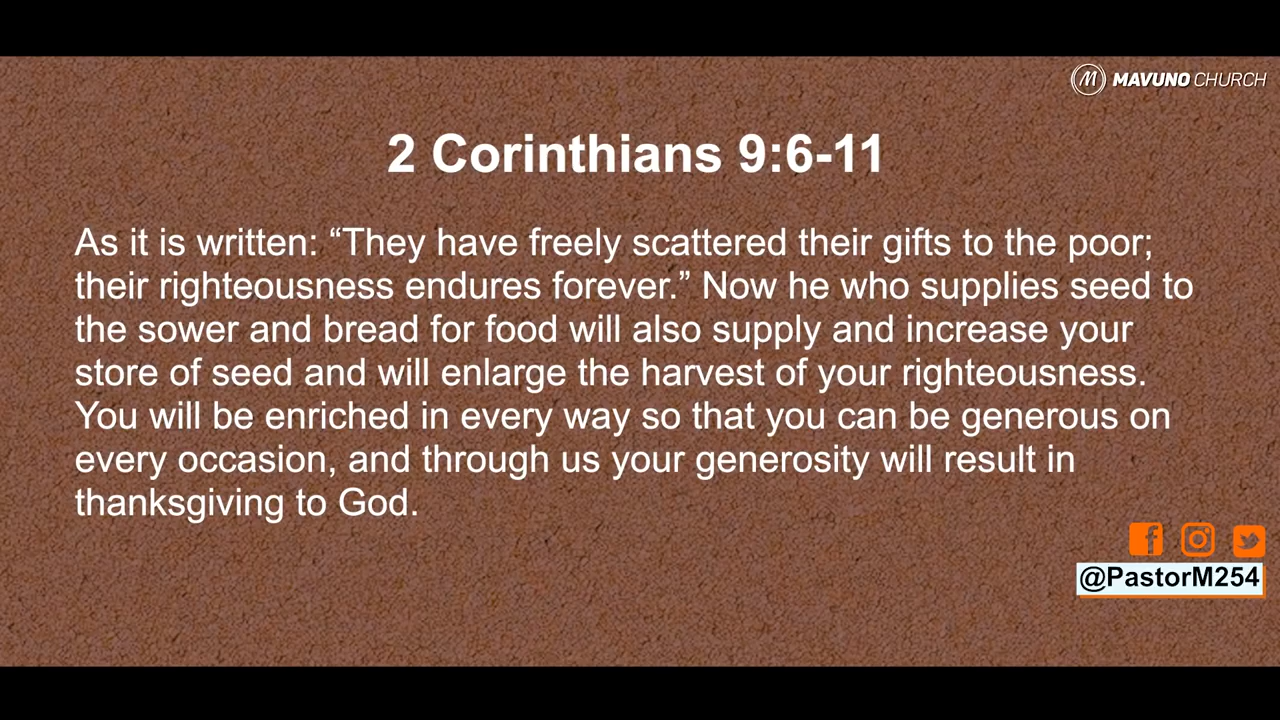 MAVUNO CHURCH
2 Corinthians 9:6-11
As it is written: “They have freely scattered their gifts to the poor;
their righteousness endures forever.” Now he who supplies seed to
the sower and bread for food will also supply and increase your
store of seed and will enlarge the harvest of your righteousness.
You will be enriched in every way so that you can be generous on
every occasion, and through us your generosity will result in
thanksgiving to God.
@PastorM254